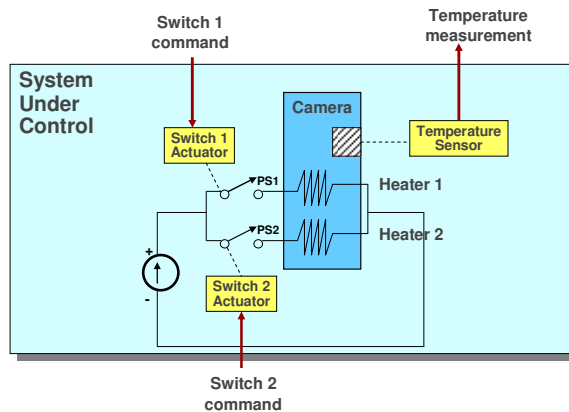 Switch 1
command
Temperature
measurement
System
Under
Control
Camera
Switch 1
Actuator
Temperature
Sensor
PS1
Heater 1
PS2
Heater 2
+
-
Switch 2
Actuator
Switch 2
command